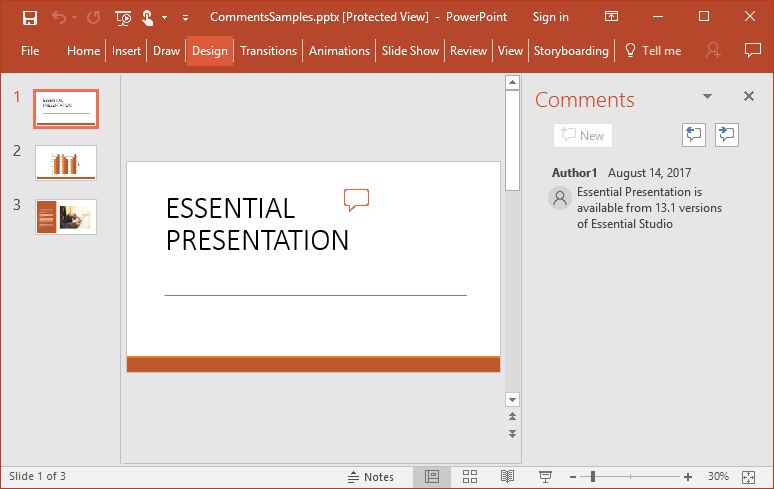 CommentsSamples.pptx [Protected View] - PowerPoint Sign in
File Home Insert Draw Design Transitions Animations Slide Show Review View Storyboarding Tell me
1
ESSENTIAL
PRESENTATION
2
3
ESSENTIAL
PRESENTATION
Comments
New
Author1 August 14, 2017
Essential Presentation is
available from 13.1 versions
of Essential Studio
Slide 1 of 3 Notes 30%